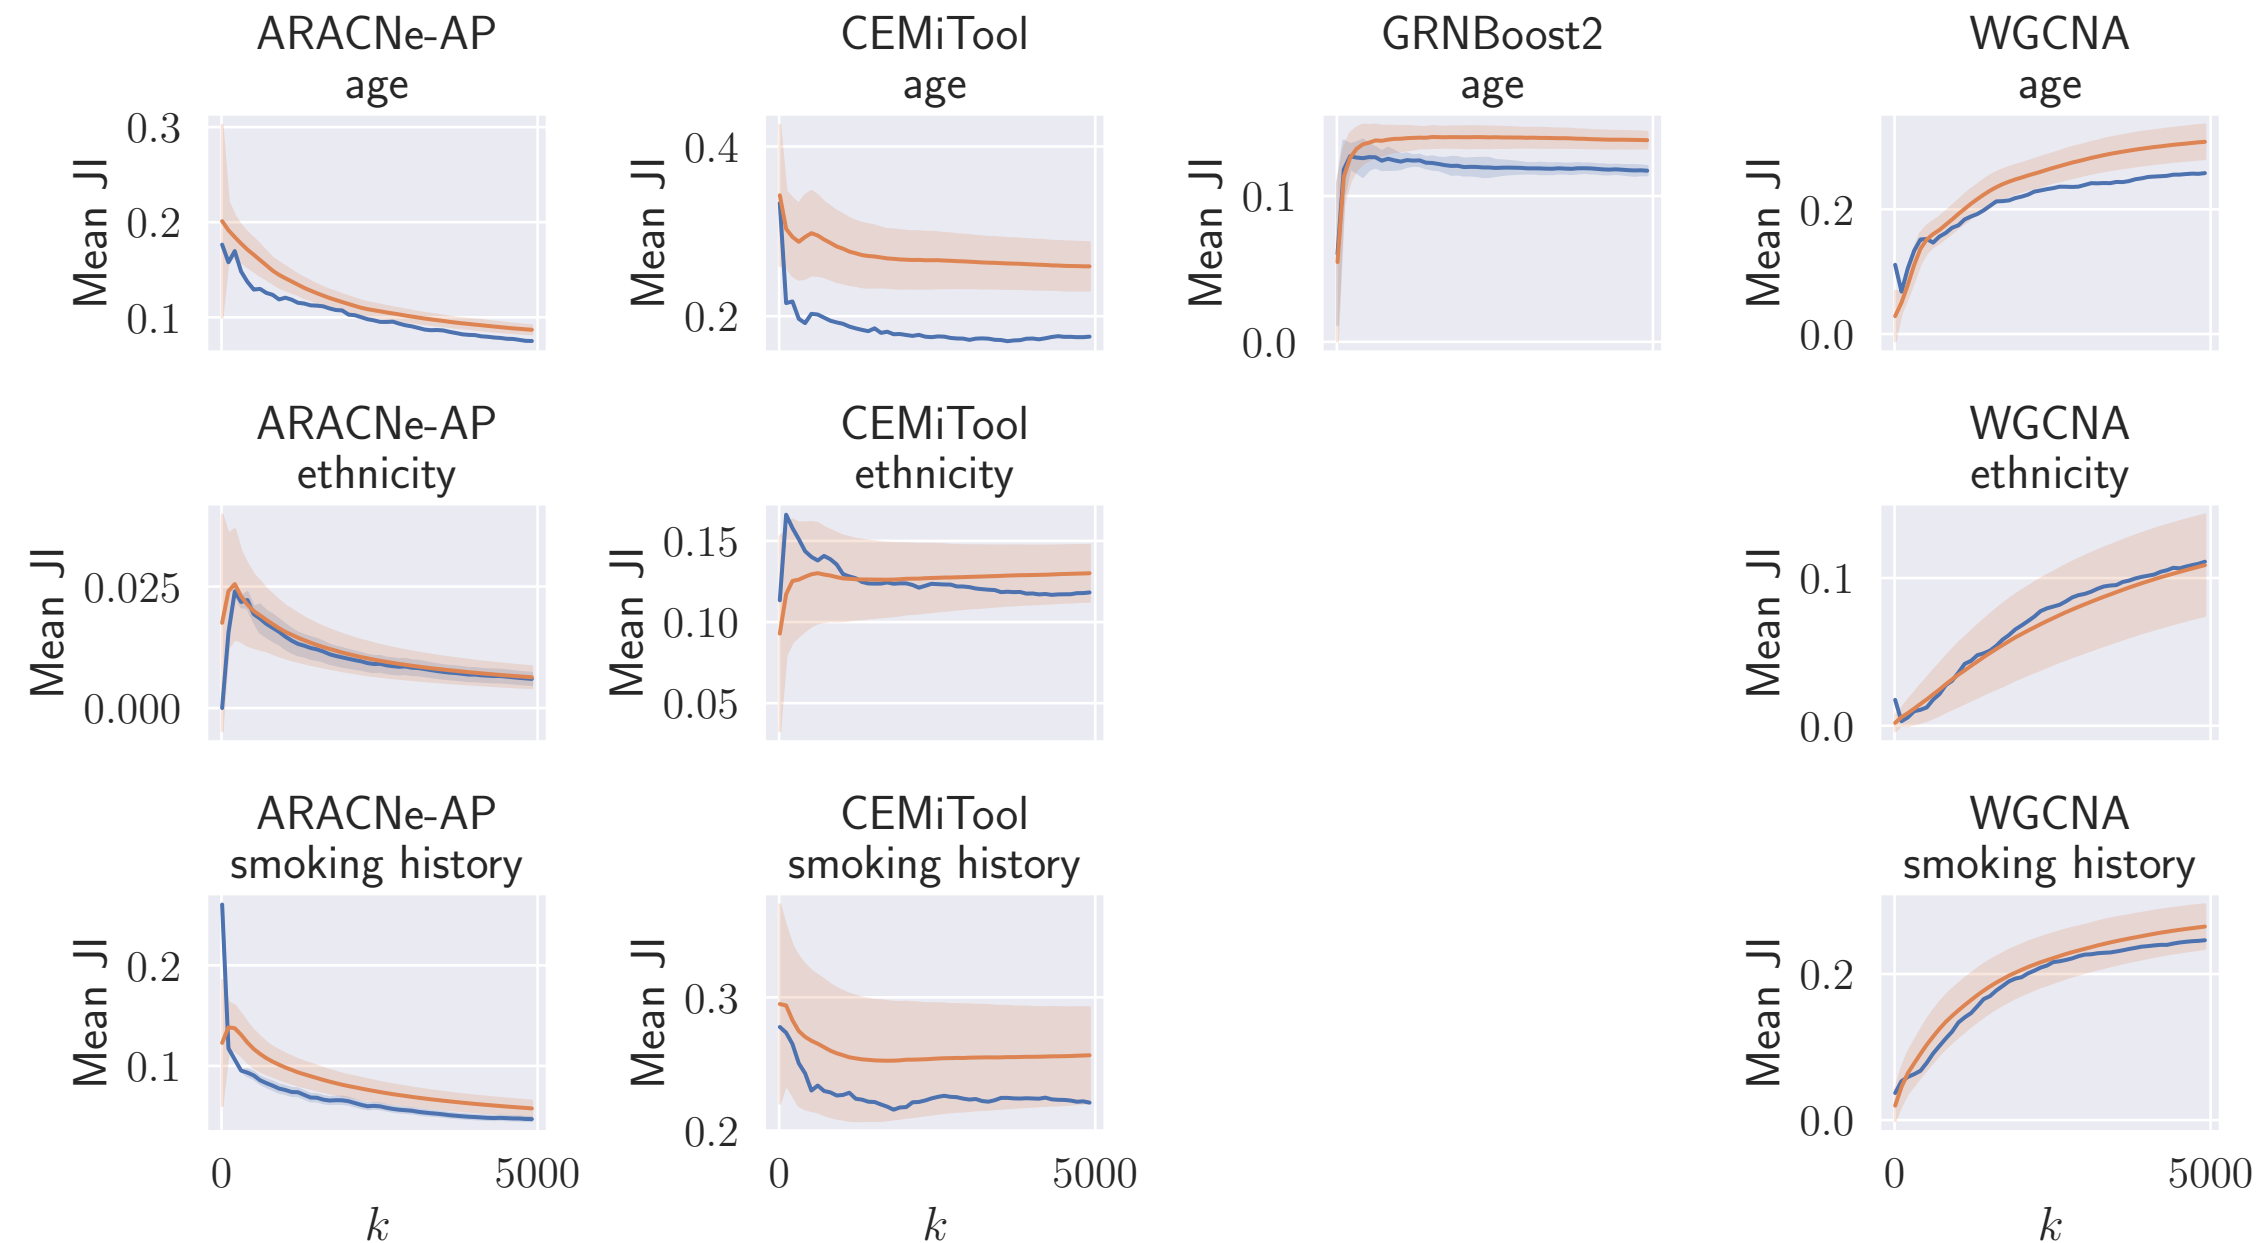 ARACNe-AP
age
CEMiTool
age
GRNBoost2
age
WGCNA
age
Mean JI
0.3
0.2
0.1
Mean JI
0.4
0.2
Mean JI
0.1
0.0
Mean JI
0.2
0.0
ARACNe-AP
ethnicity
CEMiTool
ethnicity
WGCNA
ethnicity
Mean JI
0.025
0.000
Mean JI
0.15
0.10
0.05
Mean JI
0.1
0.0
ARACNe-AP
smoking history
CEMiTool
smoking history
WGCNA
smoking history
Mean JI
0.2
0.1
0 5000
k
Mean JI
0.3
0.2
0 5000
k
Mean JI
0.2
0.0
0 5000
k